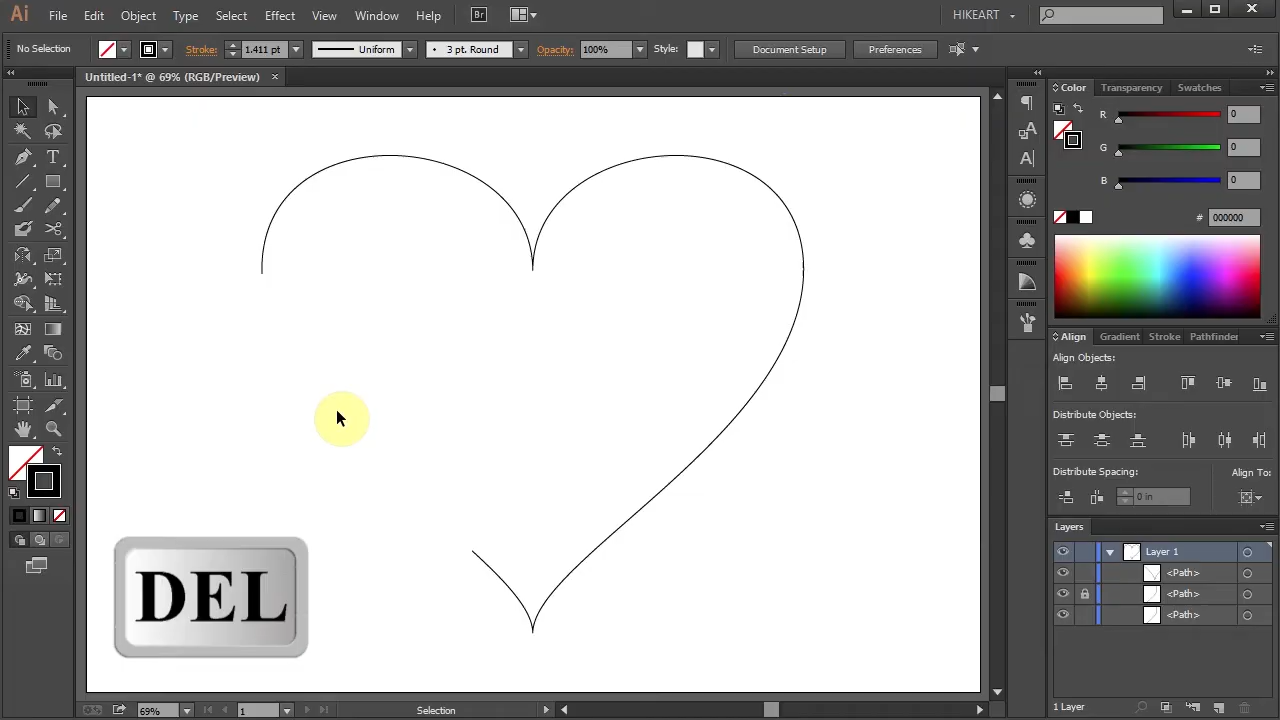 Ai File Edit Object Type Select Effect View Window Help Br HIKEART
No Selection Stroke: 1.411 pt Uniform 3 pt. Round Opacity: 100% Style: Document Setup Preferences
Untitled-1* @ 69% (RGB/Preview)
Color Transparency Swatches
R 0
G 0
B 0
# 000000
Align Gradient Stroke Pathfinder
Align Objects:
Distribute Objects:
Distribute Spacing: Align To:
0 in
Layers
Layer 1
<Path>
<Path>
<Path>
DEL
69% 1 Selection 1 Layer